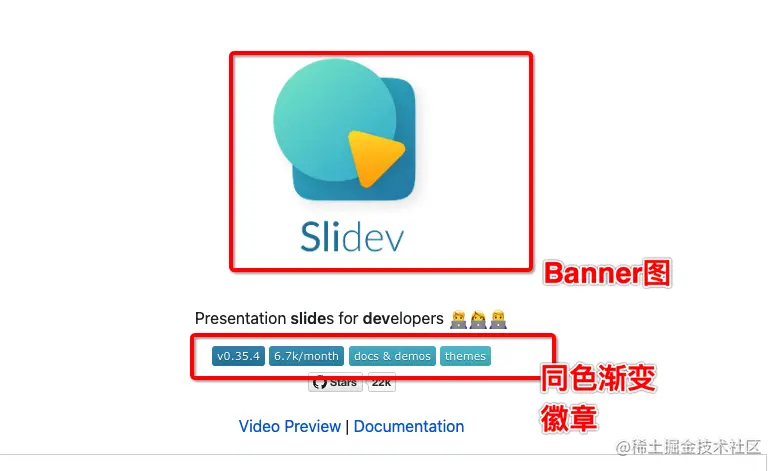 Slidev
Banner图
Presentation slides for developers
v0.35.4 6.7k/month docs & demos themes
同色渐变
徽章
Stars 22k
Video Preview | Documentation
@稀土掘金技术社区